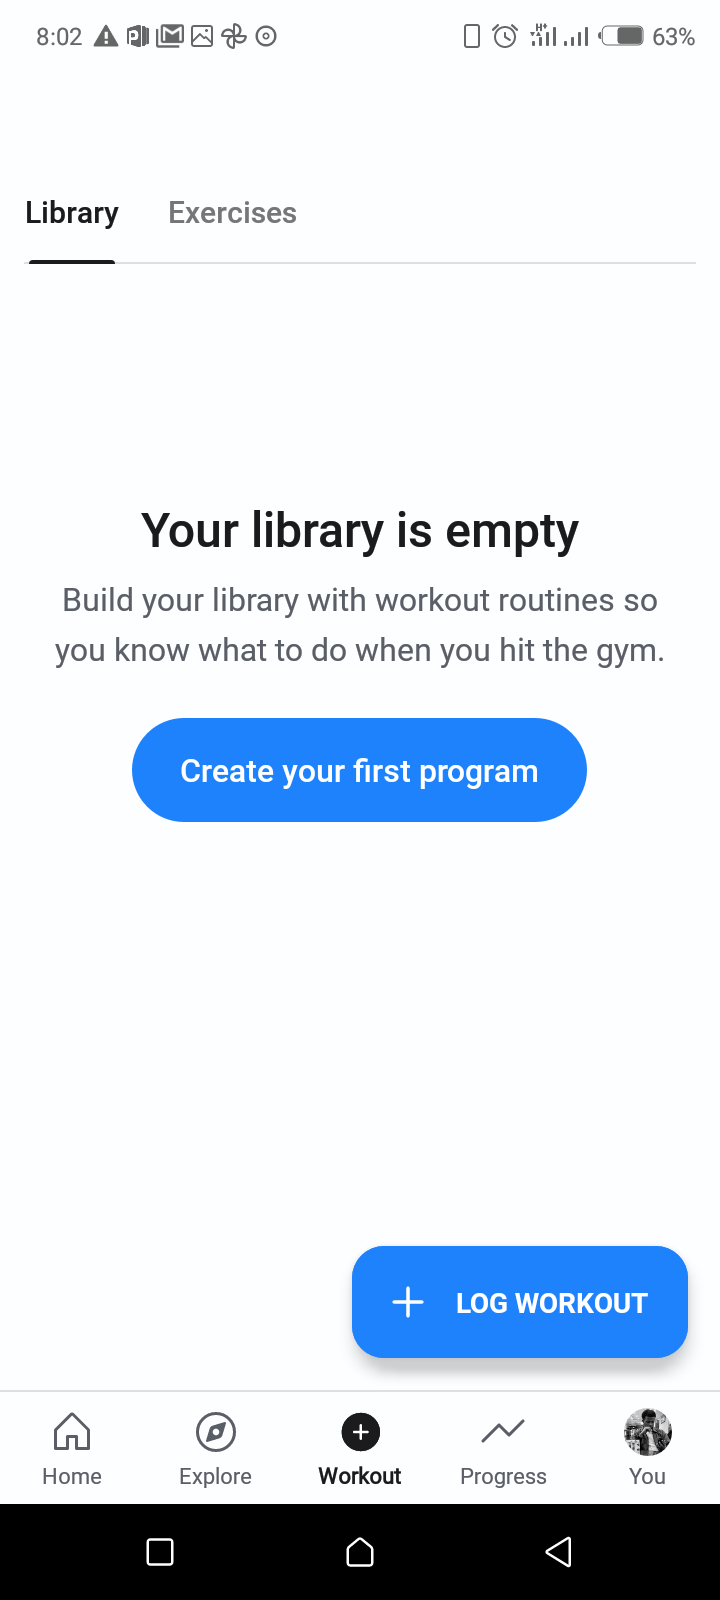 8:02 63%
Library Exercises
Your library is empty
Build your library with workout routines so
you know what to do when you hit the gym.
Create your first program
LOG WORKOUT
Home Explore Workout Progress You